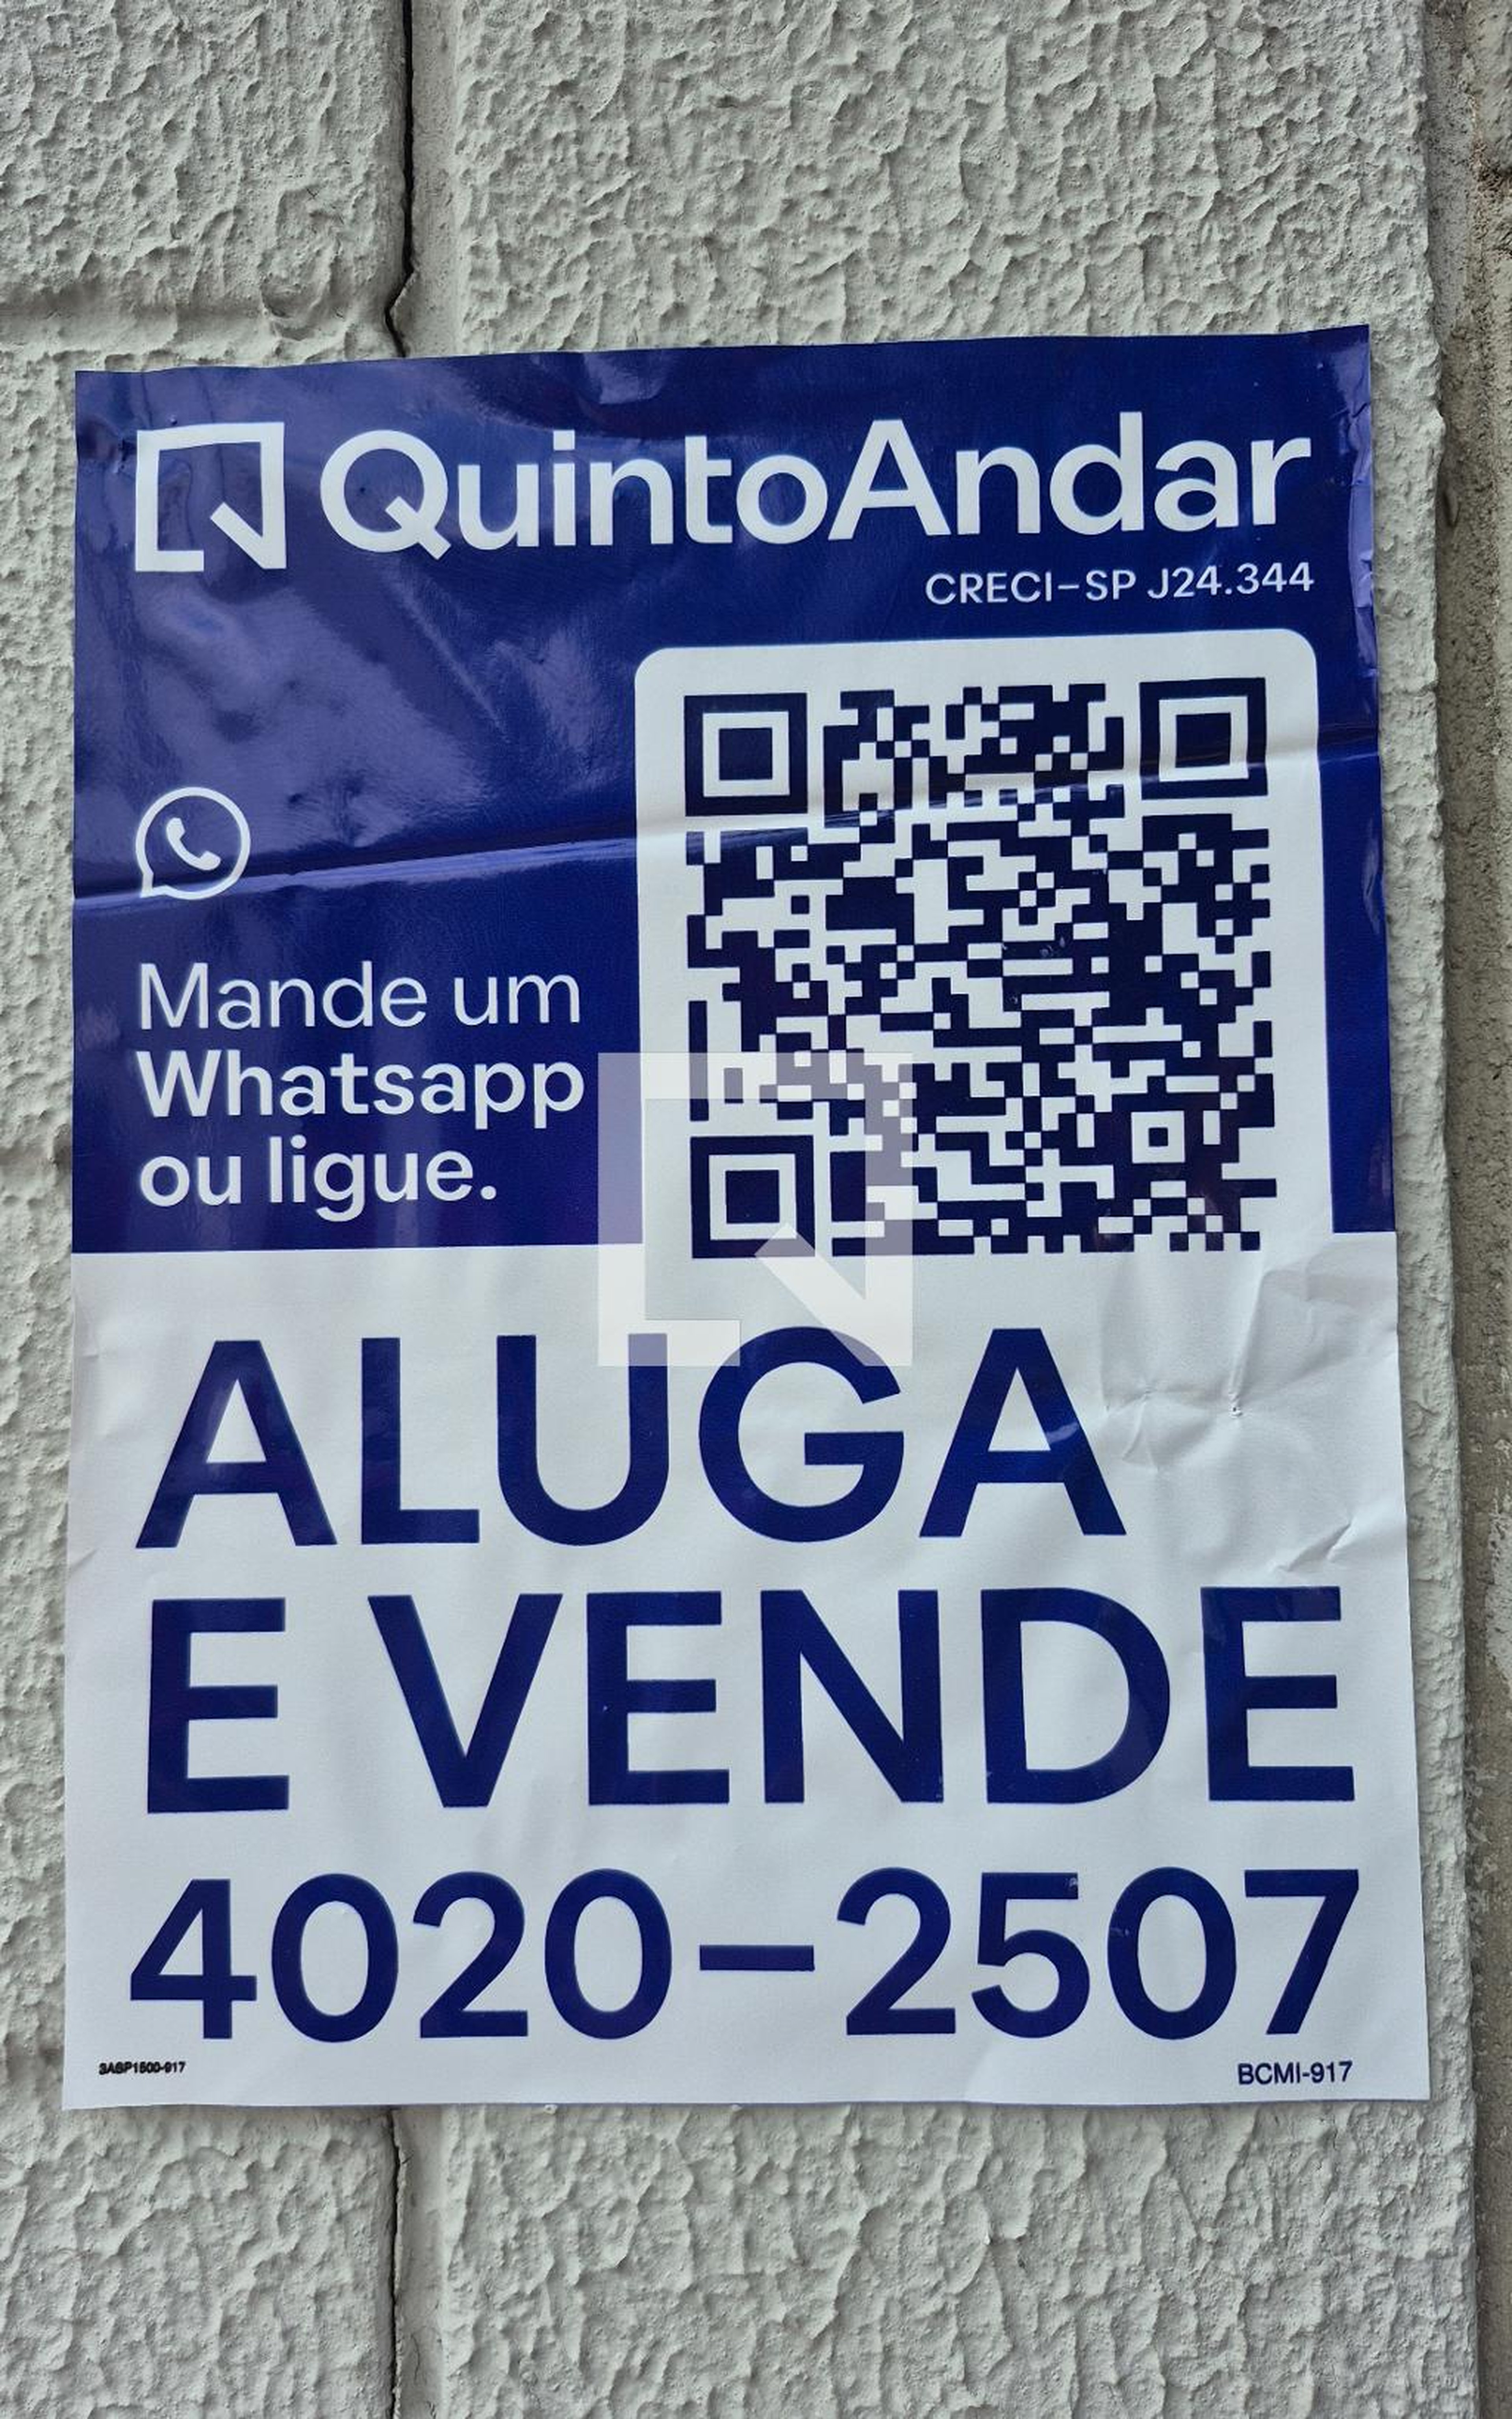 QuintoAndar
CRECI-SP J24.344
Mande um
Whatsapp
ou ligue.
ALUGA
E VENDE
4020-2507
3ASP1500-917
BCMI-917